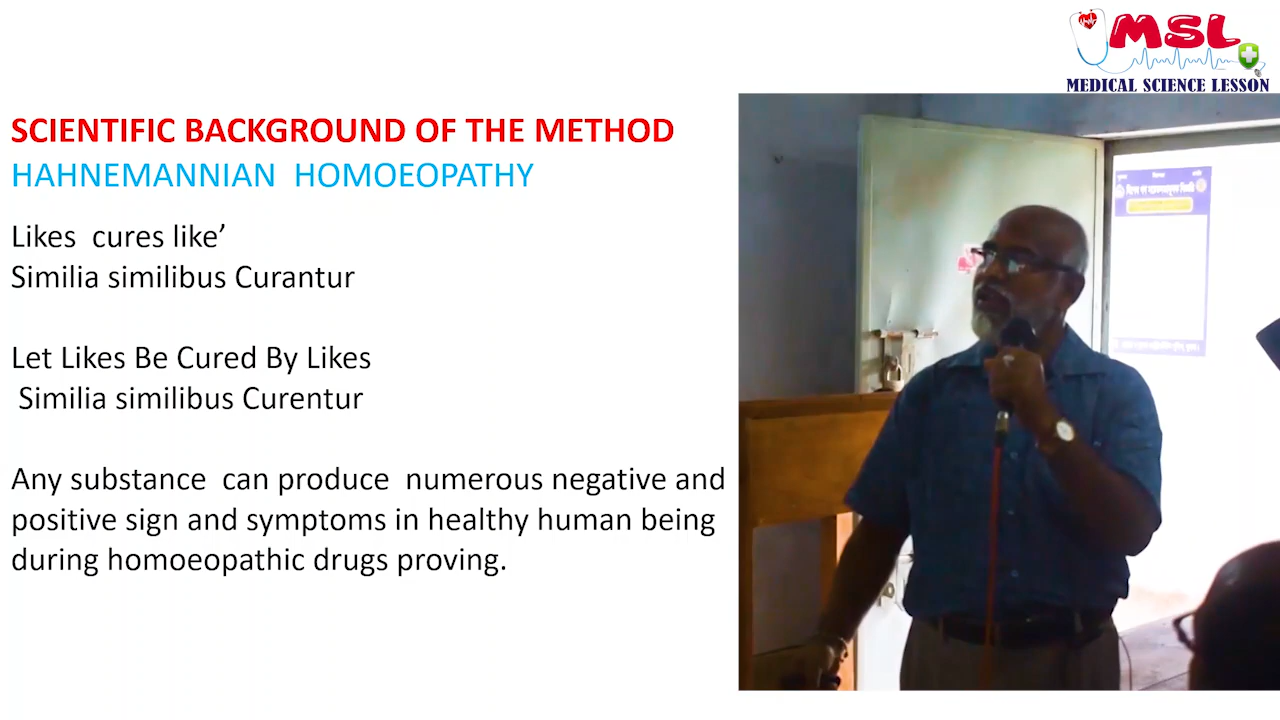 MSL
MEDICAL SCIENCE LESSON
SCIENTIFIC BACKGROUND OF THE METHOD
HAHNEMANNIAN HOMOEOPATHY
Likes cures like’
Similia similibus Curantur
Let Likes Be Cured By Likes
Similia similibus Curentur
Any substance can produce numerous negative and
positive sign and symptoms in healthy human being
during homoeopathic drugs proving.